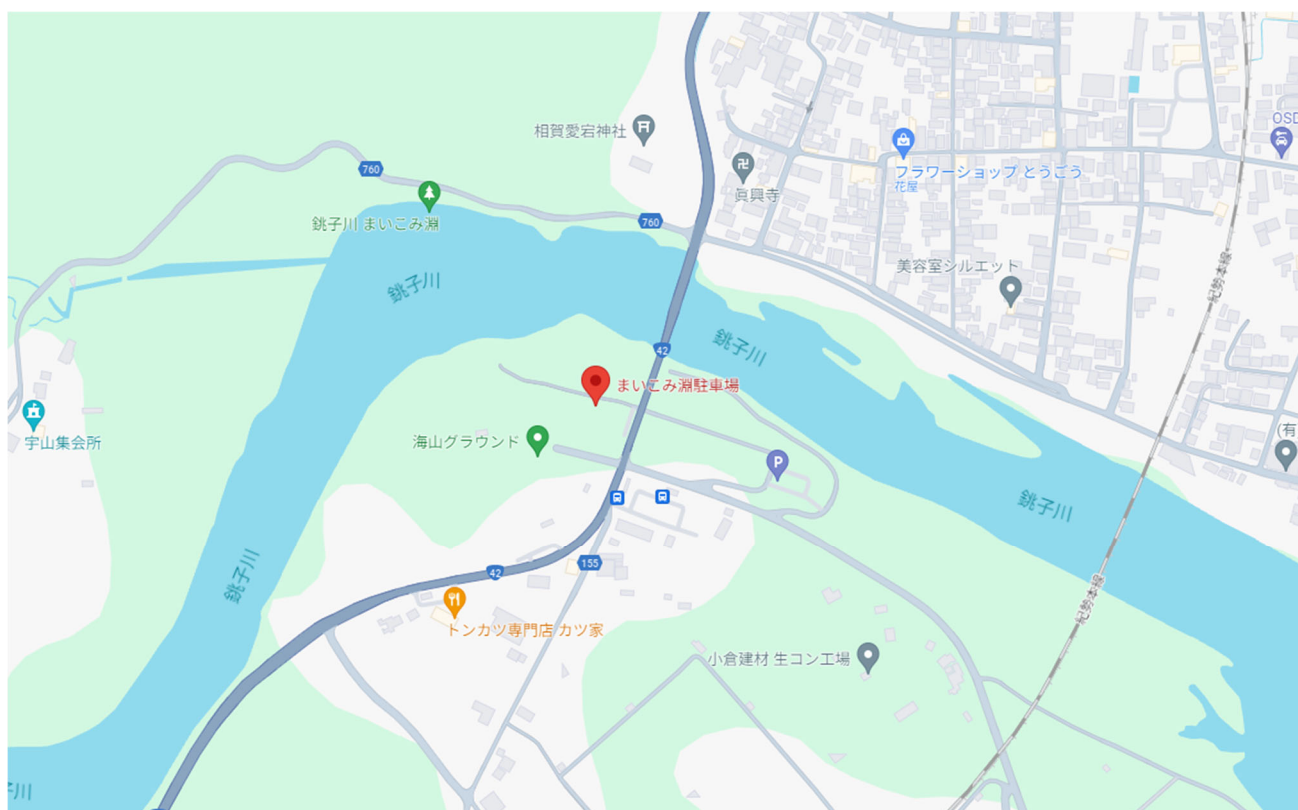 相賀愛宕神社
OSD
760
フラワーショップ とうごう
花屋
眞興寺
銚子川 まいこみ淵
760
紀勢本線
美容室シルエット
銚子川
銚子川
42
まいこみ淵駐車場
海山グラウンド
宇山集会所
P
(有
銚子川
155
42
銚子川
紀勢本線
トンカツ専門店 カツ家
小倉建材 生コン工場
子川